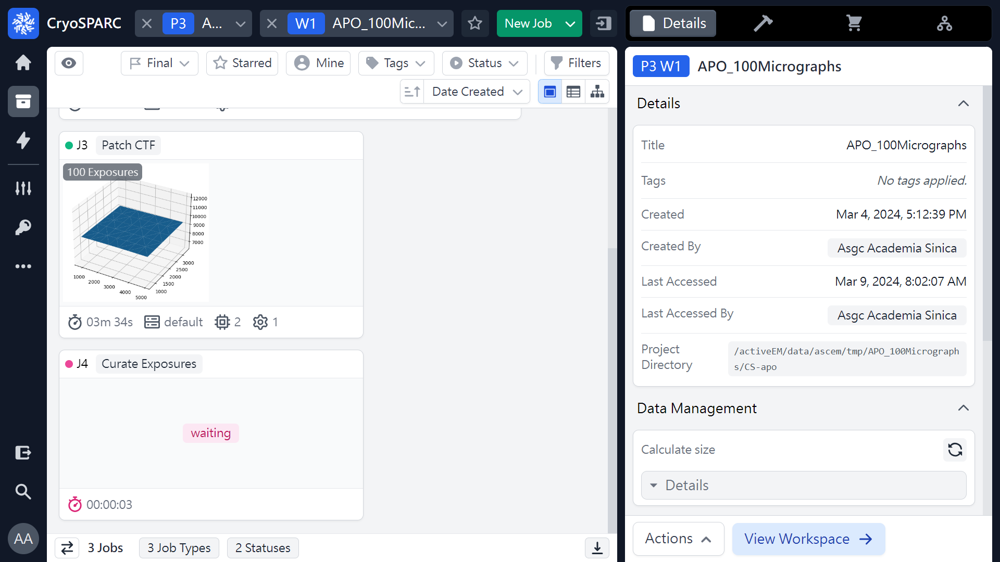 CryoSPARC
P3 A...
W1 APO_100Mic...
New Job
Details
Final
Starred
Mine
Tags
Status
Filters
Date Created
P3 W1 APO_100Micrographs
Details
Title APO_100Micrographs
Tags No tags applied.
Created Mar 4, 2024, 5:12:39 PM
Created By Asgc Academia Sinica
Last Accessed Mar 9, 2024, 8:02:07 AM
Last Accessed By Asgc Academia Sinica
Project
Directory
/activeEM/data/ascem/tmp/APO_100Micrograph
s/CS-apo
Data Management
Calculate size
Details
Actions
View Workspace
J3 Patch CTF
100 Exposures
12000
11000
10000
9000
8000
7000
3000
2500
2000
1500
1000
1000
2000
3000
4000
5000
03m 34s default 2 1
J4 Curate Exposures
waiting
00:00:03
3 Jobs 3 Job Types 2 Statuses
AA